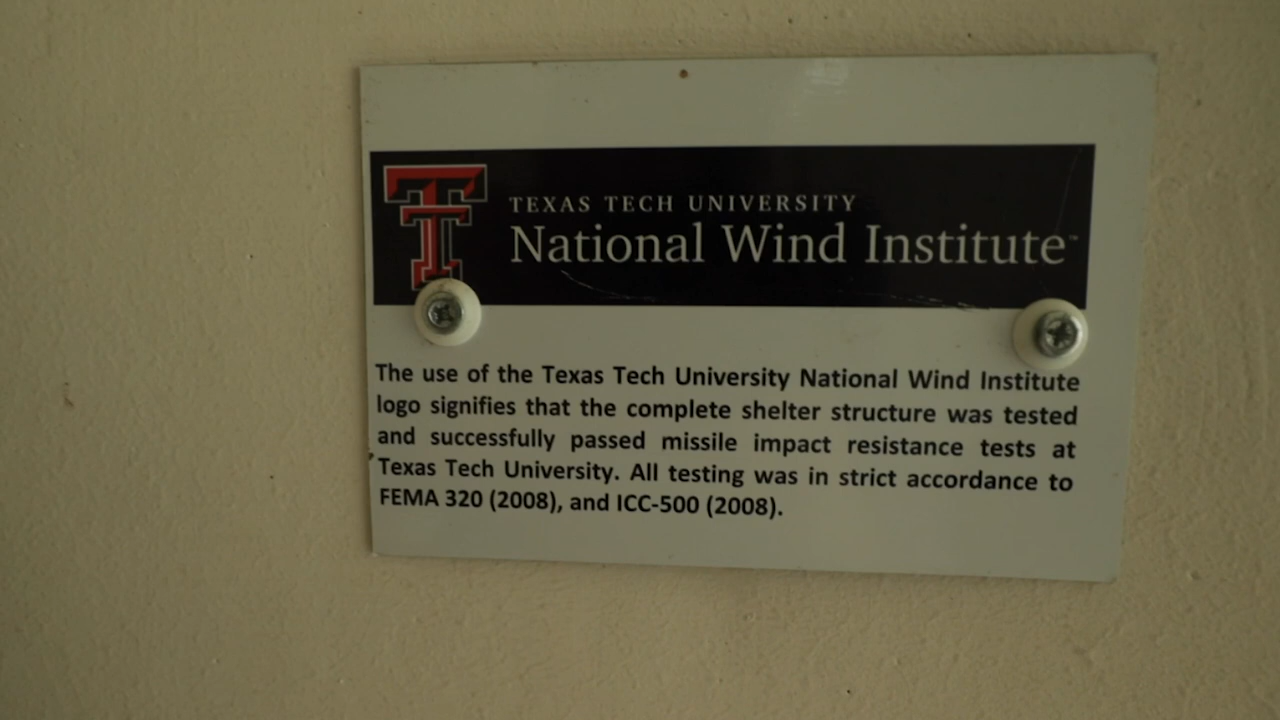 TEXAS TECH UNIVERSITY
National Wind Institute™
The use of the Texas Tech University National Wind Institute
logo signifies that the complete shelter structure was tested
and successfully passed missile impact resistance tests at
Texas Tech University. All testing was in strict accordance to
FEMA 320 (2008), and ICC-500 (2008).